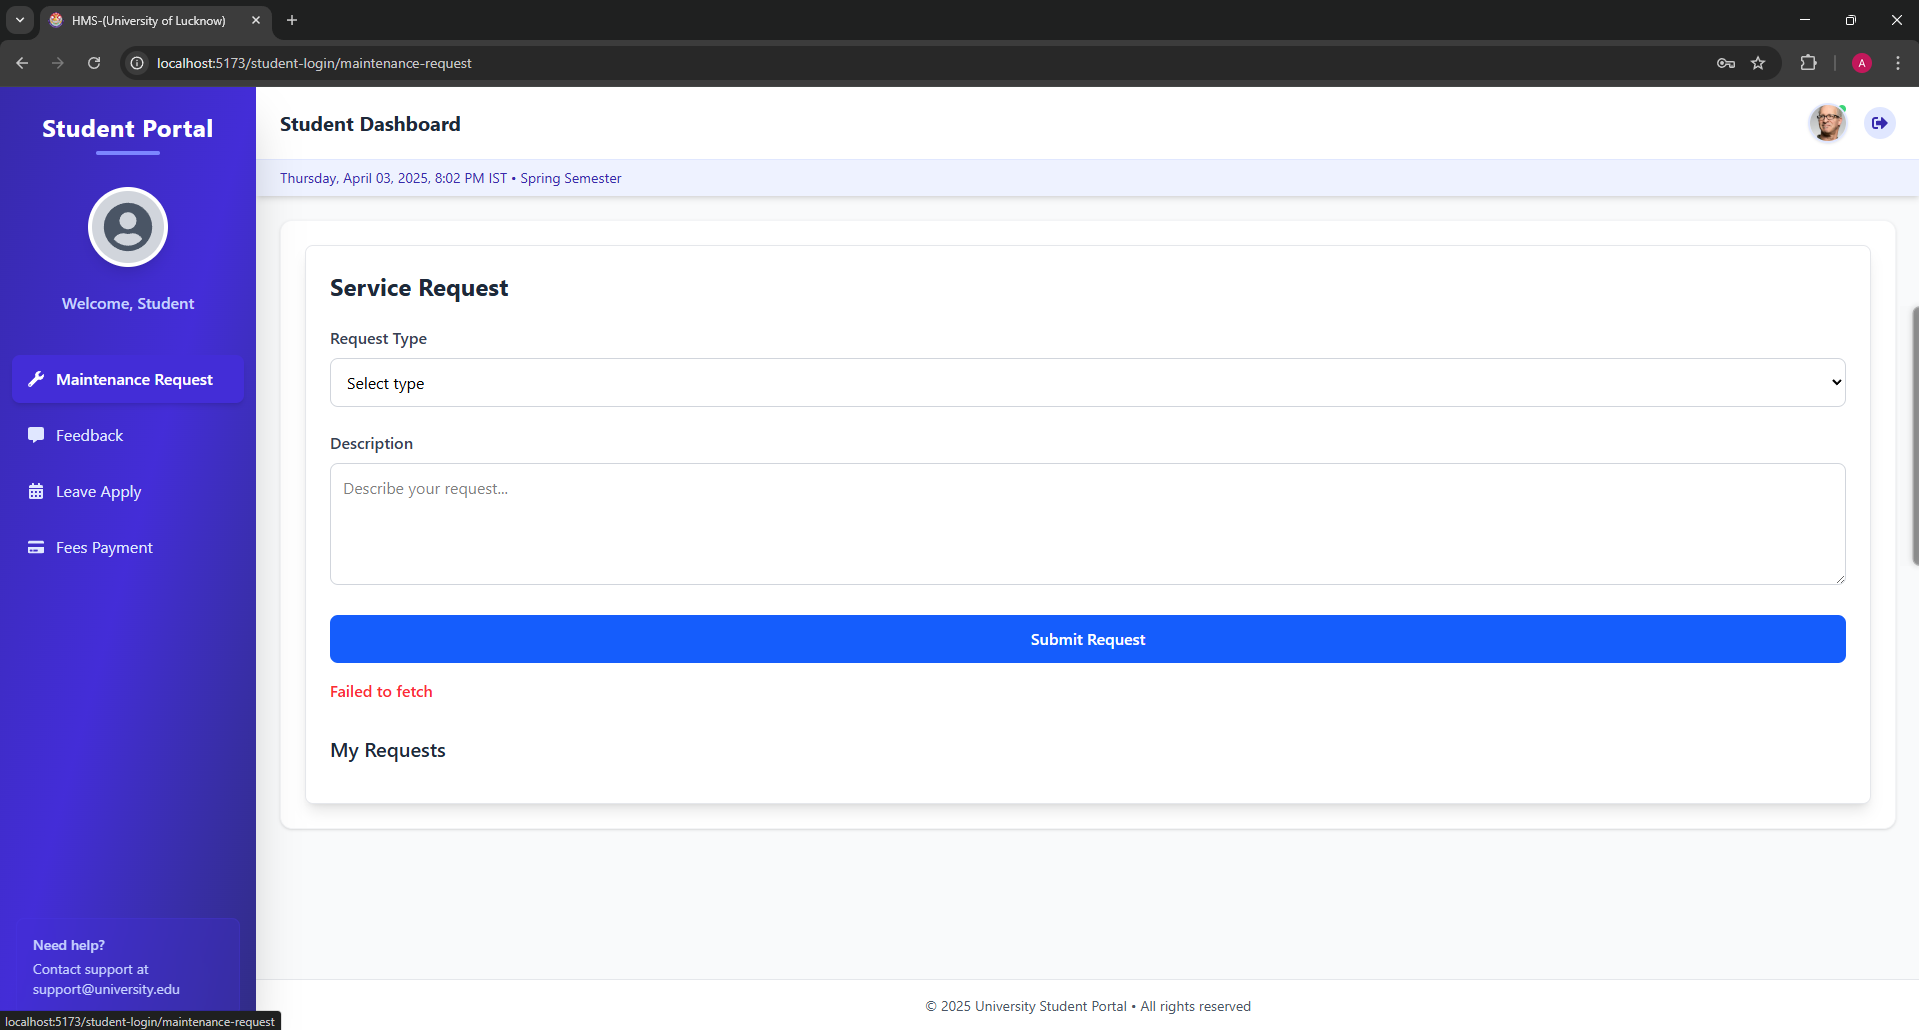 HMS-(University of Lucknow)
localhost:5173/student-login/maintenance-request
A
Student Portal
Welcome, Student
Maintenance Request
Feedback
Leave Apply
Fees Payment
Need help?
Contact support at
support@university.edu
localhost:5173/student-login/maintenance-request
Student Dashboard
Thursday, April 03, 2025, 8:02 PM IST • Spring Semester
Service Request
Request Type
Select type
Description
Describe your request...
Submit Request
Failed to fetch
My Requests
© 2025 University Student Portal • All rights reserved